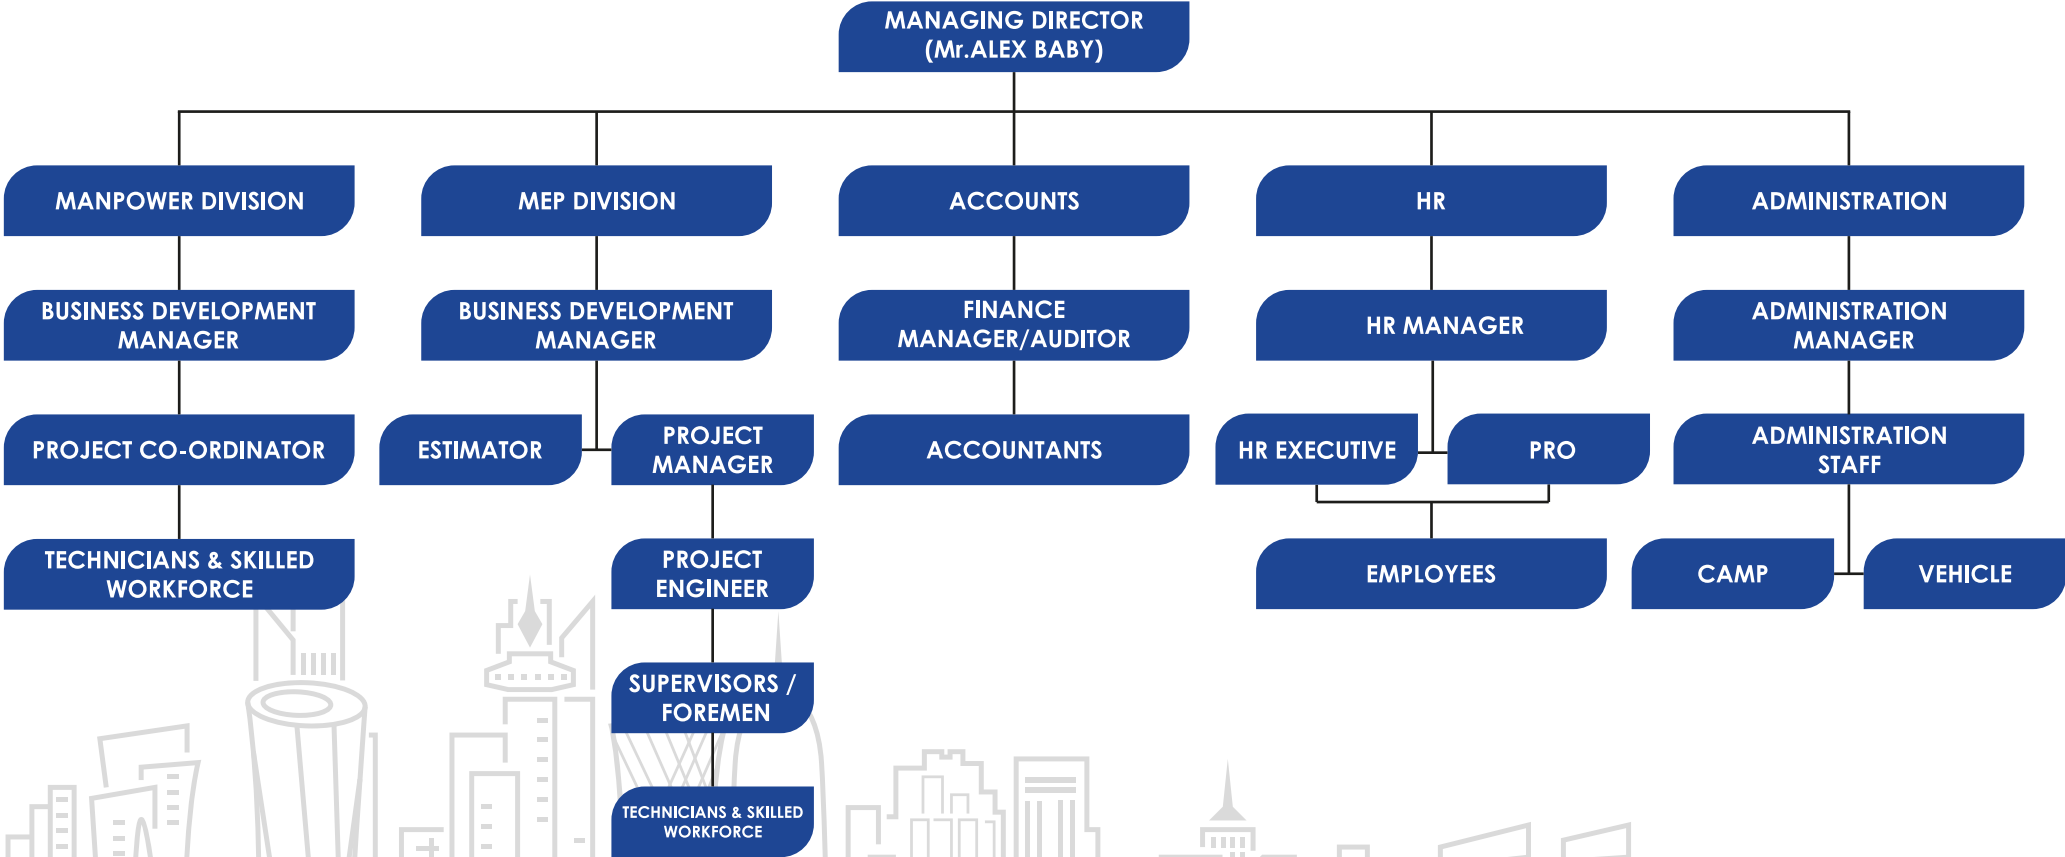 MANAGING DIRECTOR
(Mr.ALEX BABY)
MANPOWER DIVISION
MEP DIVISION
ACCOUNTS
HR
ADMINISTRATION
BUSINESS DEVELOPMENT
MANAGER
BUSINESS DEVELOPMENT
MANAGER
FINANCE
MANAGER/AUDITOR
HR MANAGER
ADMINISTRATION
MANAGER
PROJECT CO-ORDINATOR
ESTIMATOR
PROJECT
MANAGER
ACCOUNTANTS
HR EXECUTIVE
PRO
ADMINISTRATION
STAFF
TECHNICIANS & SKILLED
WORKFORCE
PROJECT
ENGINEER
EMPLOYEES
CAMP
VEHICLE
SUPERVISORS /
FOREMEN
TECHNICIANS & SKILLED
WORKFORCE